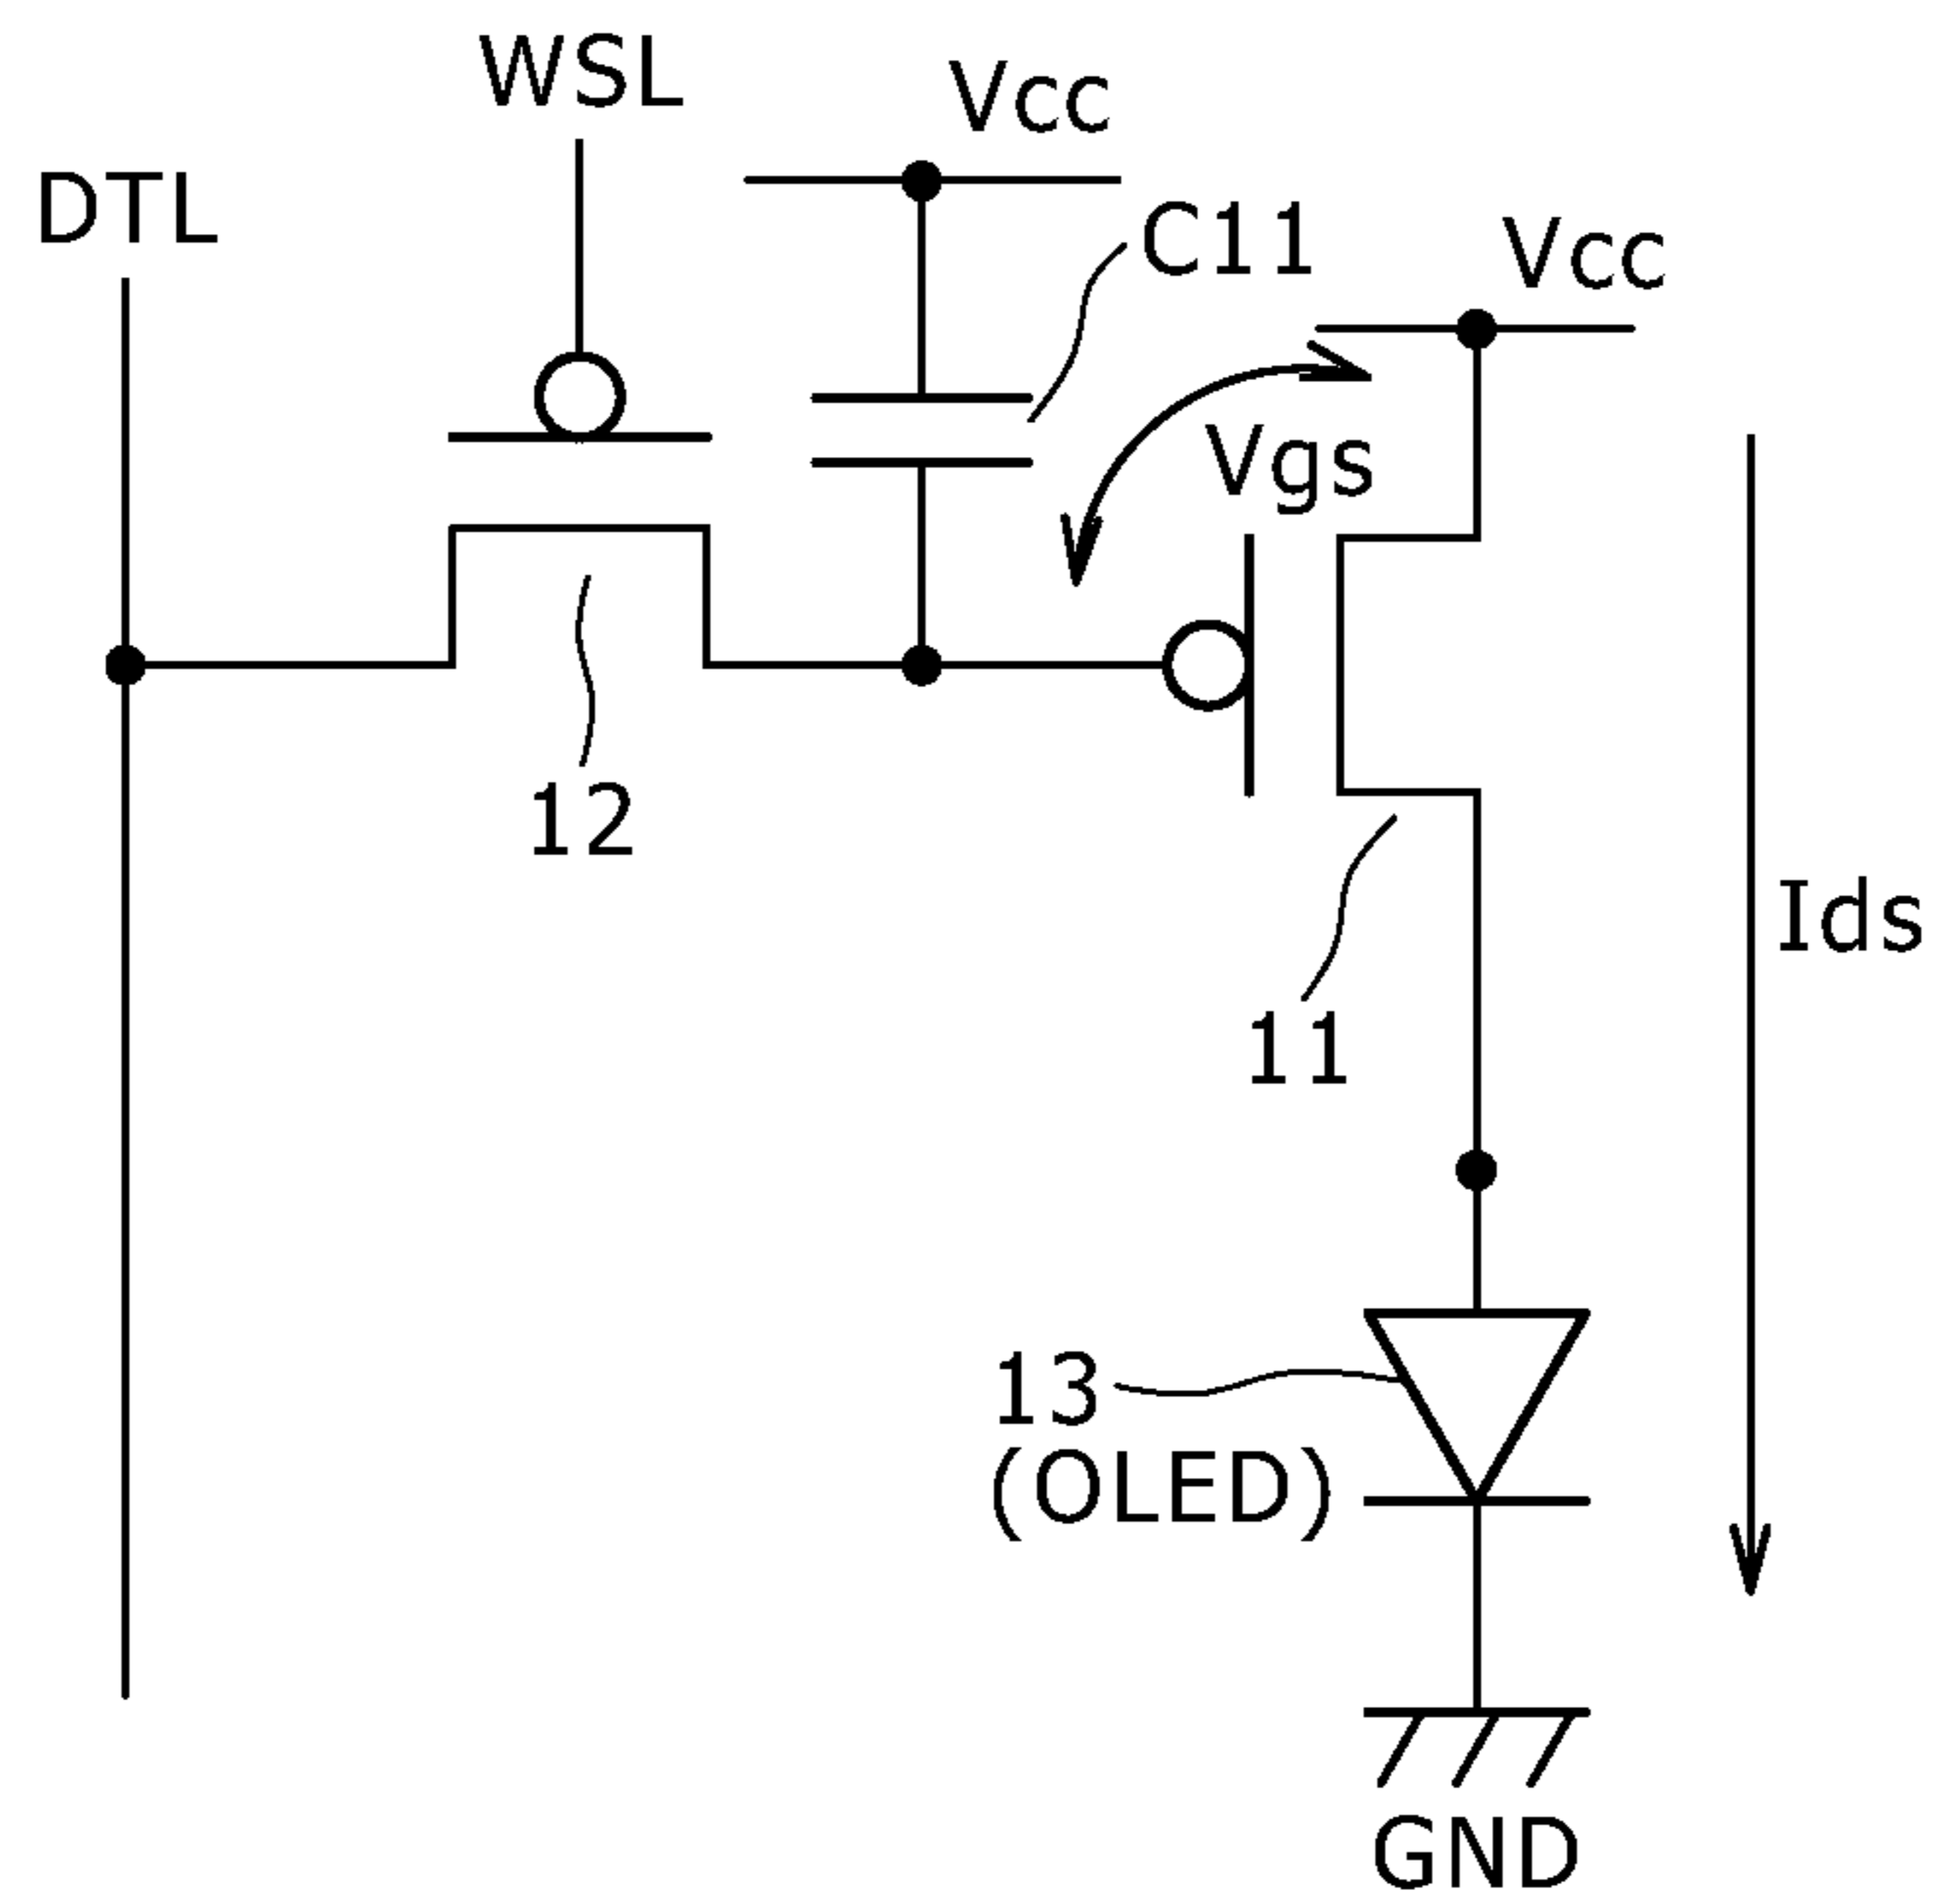 WSL
Vcc
DTL
C11
Vcc
Vgs
12
Ids
11
13
(OLED)
GND